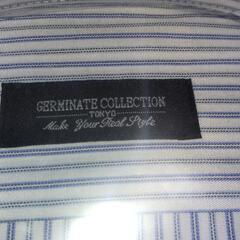 GERMINATE COLLECTION
TOKYO
Make Your Real Style